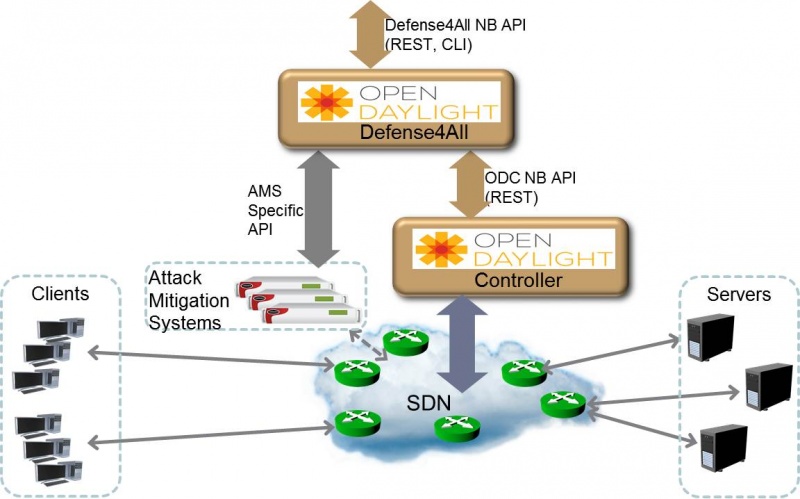 Defense4All NB API
(REST, CLI)
OPEN
DAYLIGHT
Defense4All
AMS
Specific
API
ODC NB API
(REST)
OPEN
DAYLIGHT
Controller
Attack
Mitigation
Systems
Clients
Servers
SDN